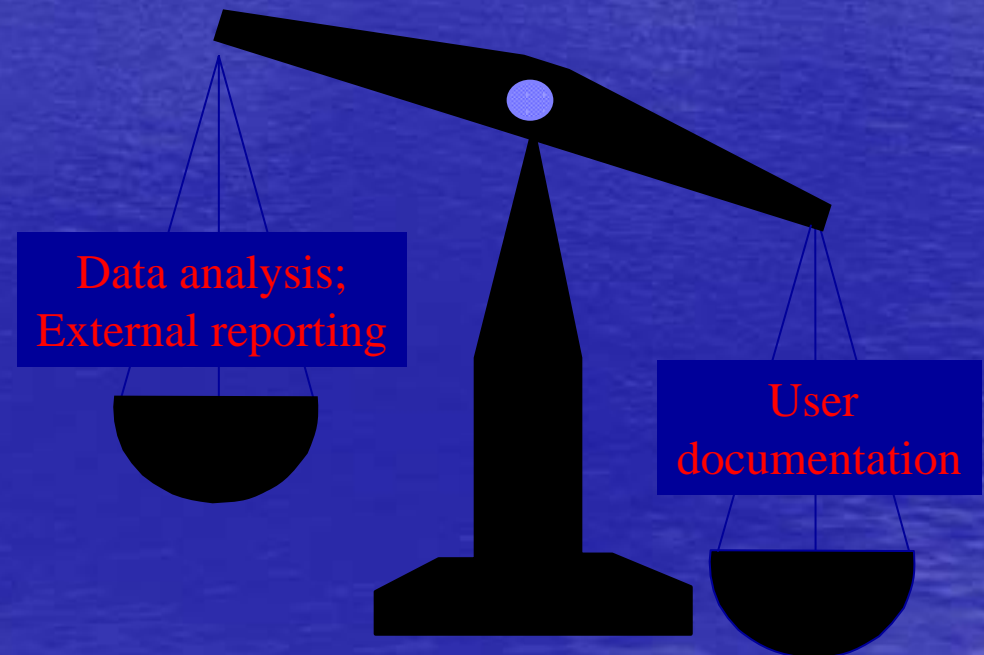 Data analysis;
External reporting
User
documentation